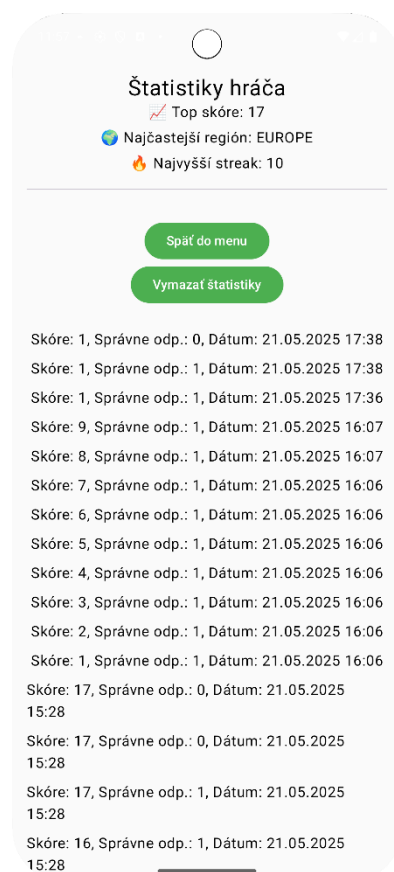 Štatistiky hráča
📈 Top skóre: 17
🌍 Najčastejší región: EUROPE
🔥 Najvyšší streak: 10
Späť do menu
Vymazať štatistiky
Skóre: 1, Správne odp.: 0, Dátum: 21.05.2025 17:38
Skóre: 1, Správne odp.: 1, Dátum: 21.05.2025 17:38
Skóre: 1, Správne odp.: 1, Dátum: 21.05.2025 17:36
Skóre: 9, Správne odp.: 1, Dátum: 21.05.2025 16:07
Skóre: 8, Správne odp.: 1, Dátum: 21.05.2025 16:07
Skóre: 7, Správne odp.: 1, Dátum: 21.05.2025 16:06
Skóre: 6, Správne odp.: 1, Dátum: 21.05.2025 16:06
Skóre: 5, Správne odp.: 1, Dátum: 21.05.2025 16:06
Skóre: 4, Správne odp.: 1, Dátum: 21.05.2025 16:06
Skóre: 3, Správne odp.: 1, Dátum: 21.05.2025 16:06
Skóre: 2, Správne odp.: 1, Dátum: 21.05.2025 16:06
Skóre: 1, Správne odp.: 1, Dátum: 21.05.2025 16:06
Skóre: 17, Správne odp.: 0, Dátum: 21.05.2025
15:28
Skóre: 17, Správne odp.: 0, Dátum: 21.05.2025
15:28
Skóre: 17, Správne odp.: 1, Dátum: 21.05.2025
15:28
Skóre: 16, Správne odp.: 1, Dátum: 21.05.2025
15:28